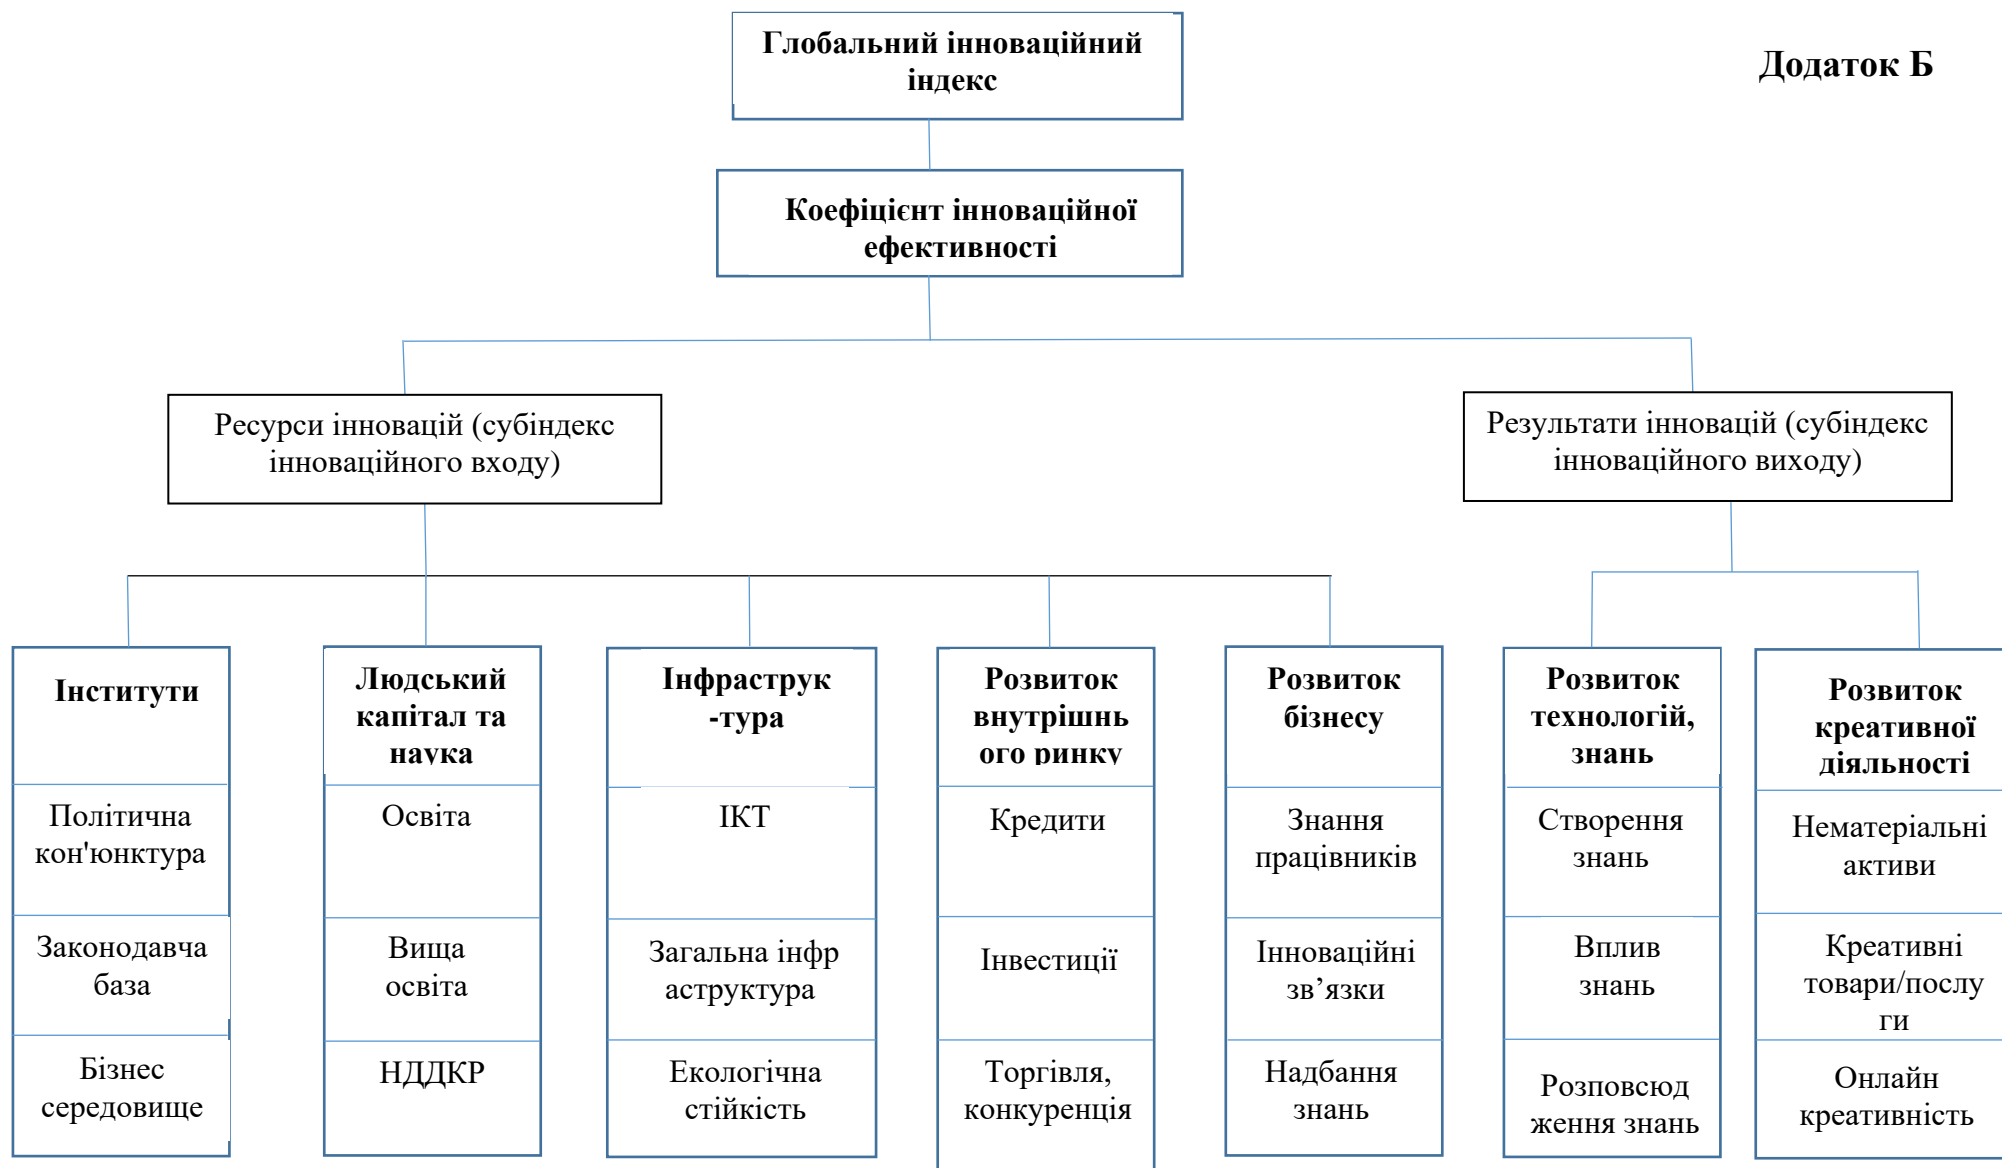 Глобальний інноваційний
індекс
Додаток Б
Коефіцієнт інноваційної
ефективності
Ресурси інновацій (субіндекс
інноваційного входу)
Результати інновацій (субіндекс
інноваційного виходу)
Інститути
Політична
кон'юнктура
Законодавча
база
Бізнес
середовище
Людський
капітал та
наука
Освіта
Вища
освіта
НДДКР
Інфраструк
-тура
ІКТ
Загальна інфр
аструктура
Екологічна
стійкість
Розвиток
внутрішнь
ого ринку
Кредити
Інвестиції
Торгівля,
конкуренція
Розвиток
бізнесу
Знання
працівників
Інноваційні
зв’язки
Надбання
знань
Розвиток
технологій,
знань
Створення
знань
Вплив
знань
Розповсюд
ження знань
Розвиток
креативної
діяльності
Нематеріальні
активи
Креативні
товари/послу
ги
Онлайн
креативність